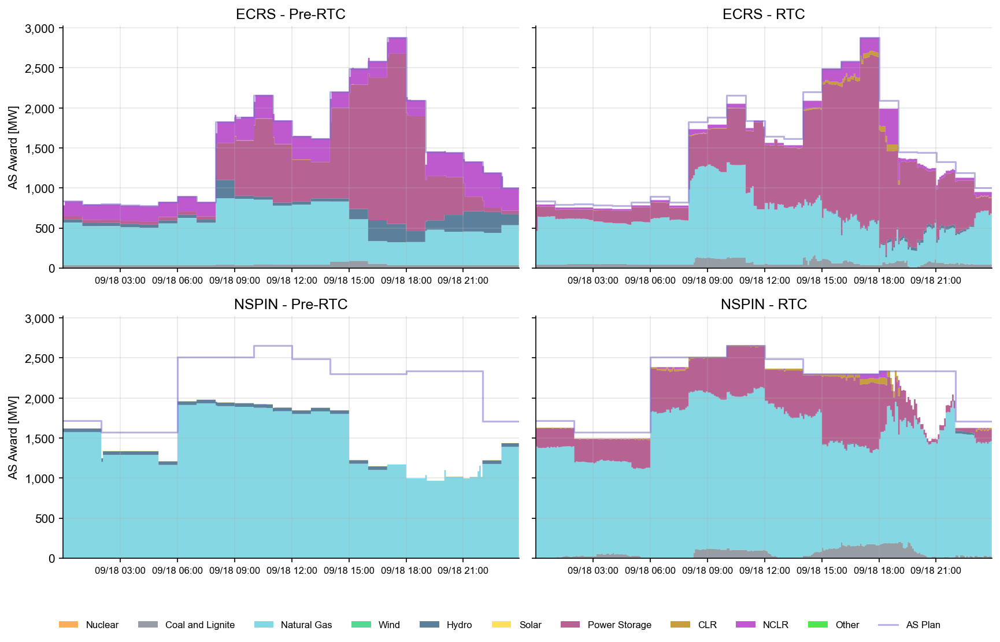 ECRS - Pre-RTC
ECRS - RTC
3,000
2,500
2,000
1,500
1,000
500
0
AS Award [MW]
09/18 03:00 09/18 06:00 09/18 09:00 09/18 12:00 09/18 15:00 09/18 18:00 09/18 21:00
09/18 03:00 09/18 06:00 09/18 09:00 09/18 12:00 09/18 15:00 09/18 18:00 09/18 21:00
NSPIN - Pre-RTC
NSPIN - RTC
3,000
2,500
2,000
1,500
1,000
500
0
AS Award [MW]
09/18 03:00 09/18 06:00 09/18 09:00 09/18 12:00 09/18 15:00 09/18 18:00 09/18 21:00
09/18 03:00 09/18 06:00 09/18 09:00 09/18 12:00 09/18 15:00 09/18 18:00 09/18 21:00
Nuclear Coal and Lignite Natural Gas Wind Hydro Solar Power Storage CLR NCLR Other AS Plan